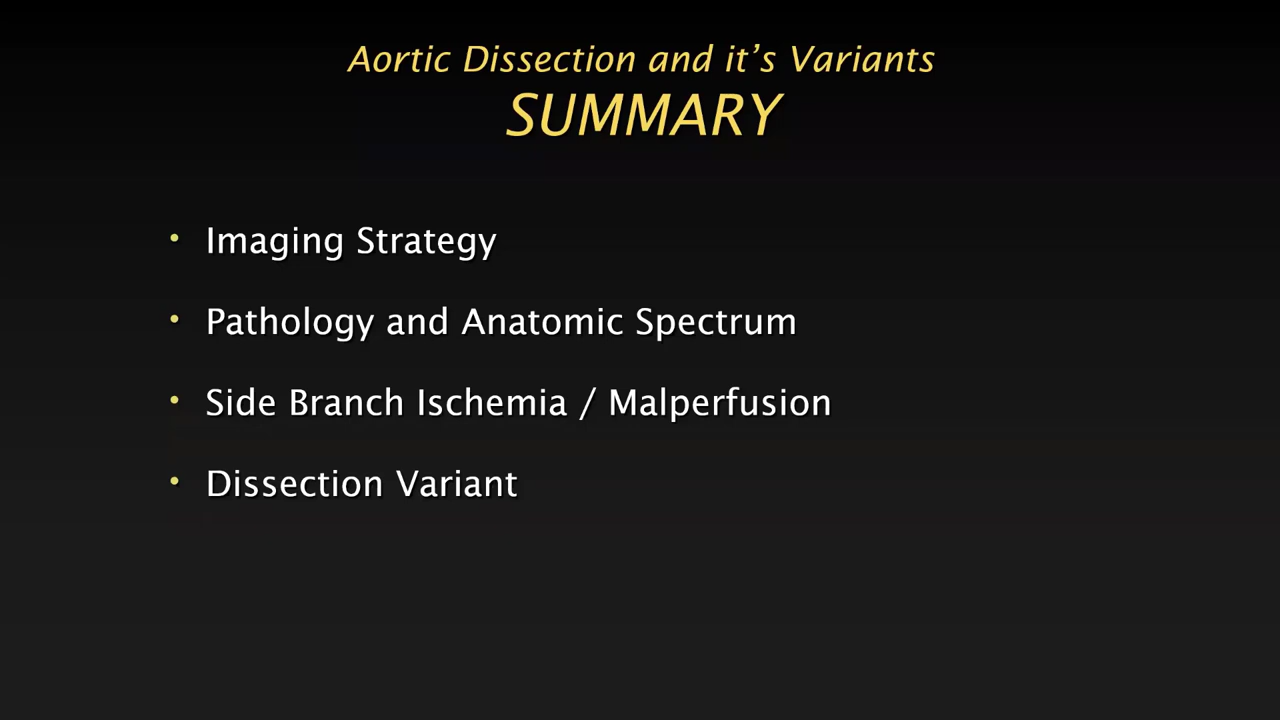 Aortic Dissection and it’s Variants
SUMMARY
• Imaging Strategy
• Pathology and Anatomic Spectrum
• Side Branch Ischemia / Malperfusion
• Dissection Variant